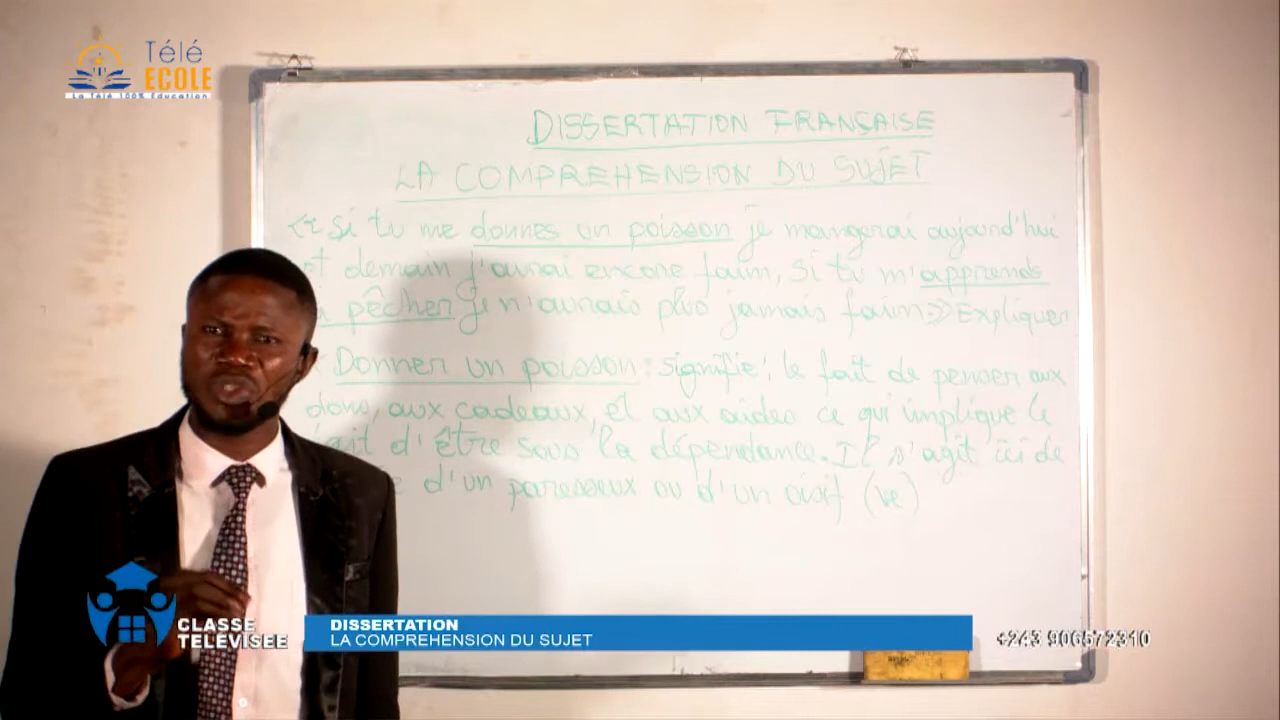 Télé
ECOLE
La Télé 100% Education
DISSERTATION FRANÇAISE
LA COMPREHENSION DU SUJET
<< Si tu me donnes un poisson je mangerai aujourd'hui
et demain j'aurai encore faim, si tu m'apprends
à pêcher je n'aurais plus jamais faim >> Expliquer
Donner un poisson : signifie : le fait de penser aux
dons, aux cadeaux, et aux aides ce qui implique le
fait d'être sous la dépendance. Il s'agit ici de
d'un paresseux ou d'un oisif (ve)
CLASSE
TELEVISEE
DISSERTATION
LA COMPREHENSION DU SUJET
+243 906572310